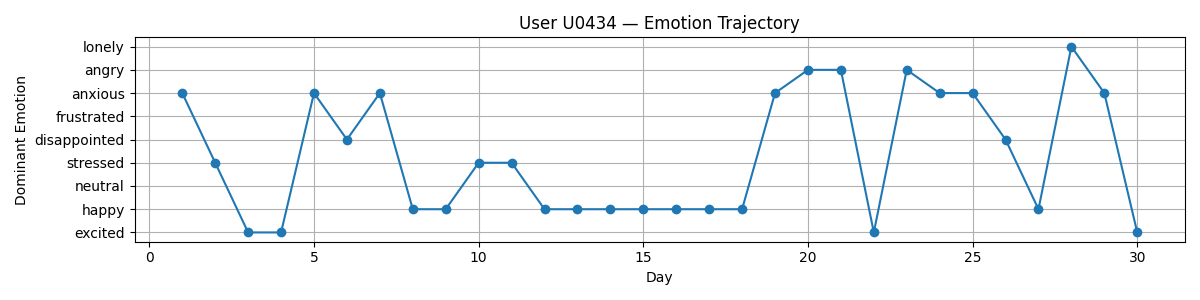 User U0434 — Emotion Trajectory
Dominant Emotion
lonely
angry
anxious
frustrated
disappointed
stressed
neutral
happy
excited
0 5 10 15 20 25 30
Day